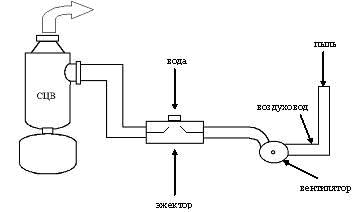 пыль
вода
СЦВ
воздуховод
вентилятор
эжектор